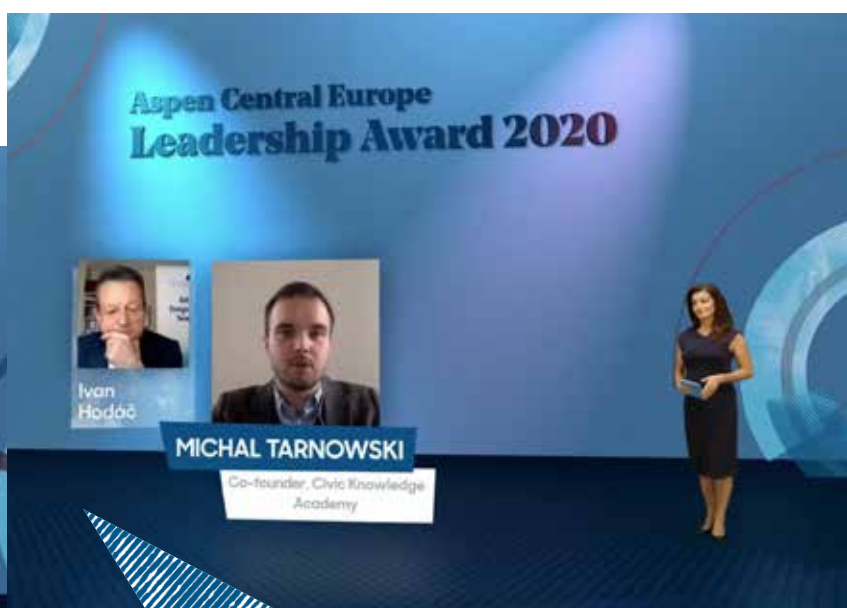 Aspen Central Europe
Leadership Award 2020
Ivan
Hodáč
MICHAL TARNOWSKI
Co-founder, Civic Knowledge
Academy